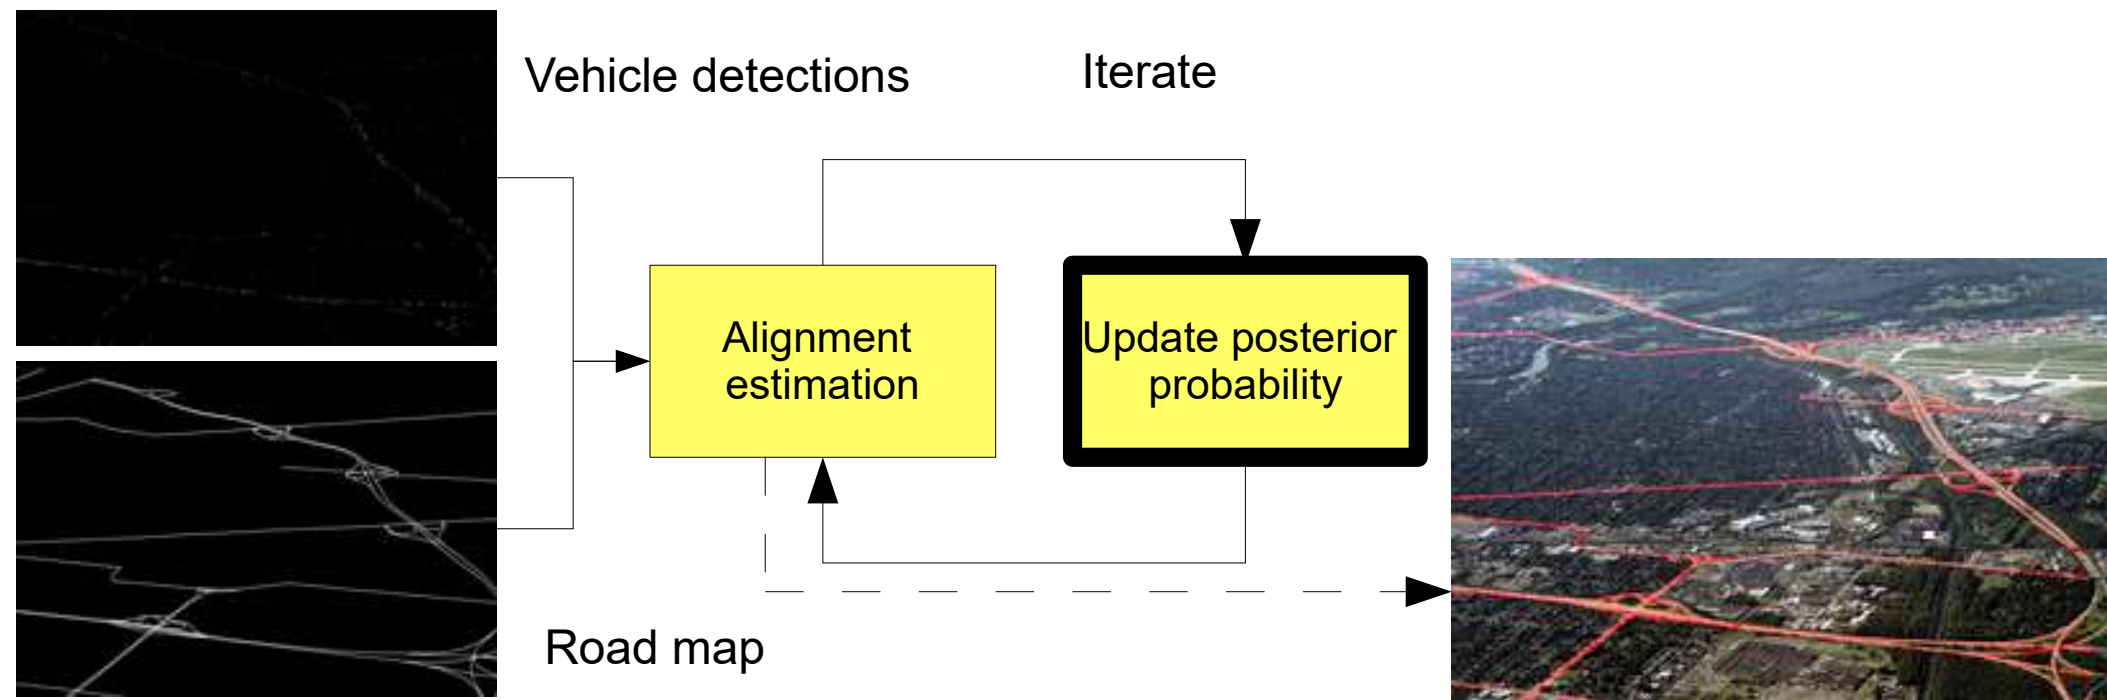 Vehicle detections
Iterate
Alignment
estimation
Update posterior
probability
Road map